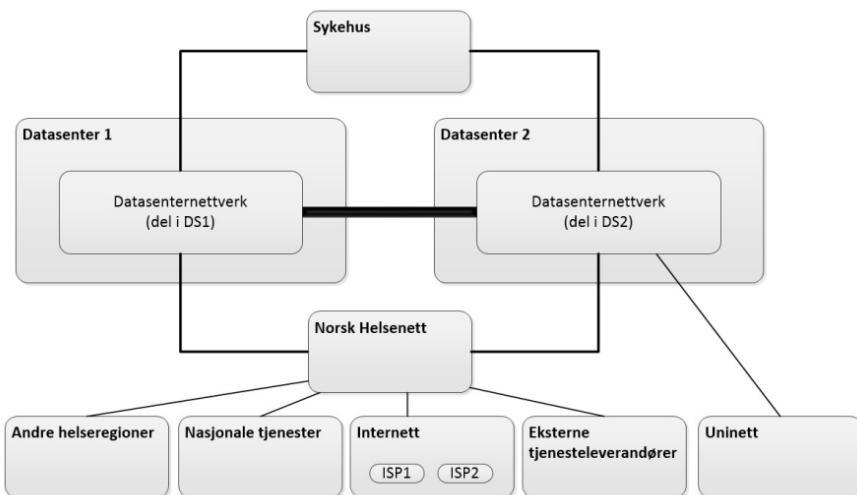 Sykehus
Datasenter 1
Datasenter 2
Datasenternettverk
(del i DS1)
Datasenternettverk
(del i DS2)
Norsk Helsenett
Andre helseregioner
Nasjonale tjenester
Internett
ISP1
ISP2
Eksterne
tjenesteleverandører
Uninett